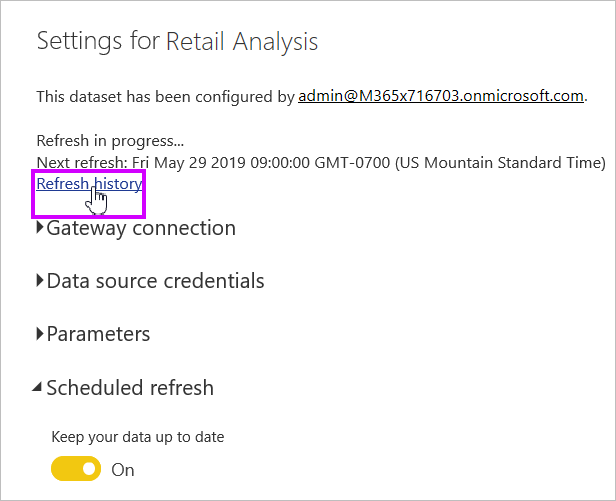 Settings for Retail Analysis
This dataset has been configured by admin@M365x716703.onmicrosoft.com.
Refresh in progress...
Next refresh: Fri May 29 2019 09:00:00 GMT-0700 (US Mountain Standard Time)
Refresh history
Gateway connection
Data source credentials
Parameters
Scheduled refresh
Keep your data up to date
On